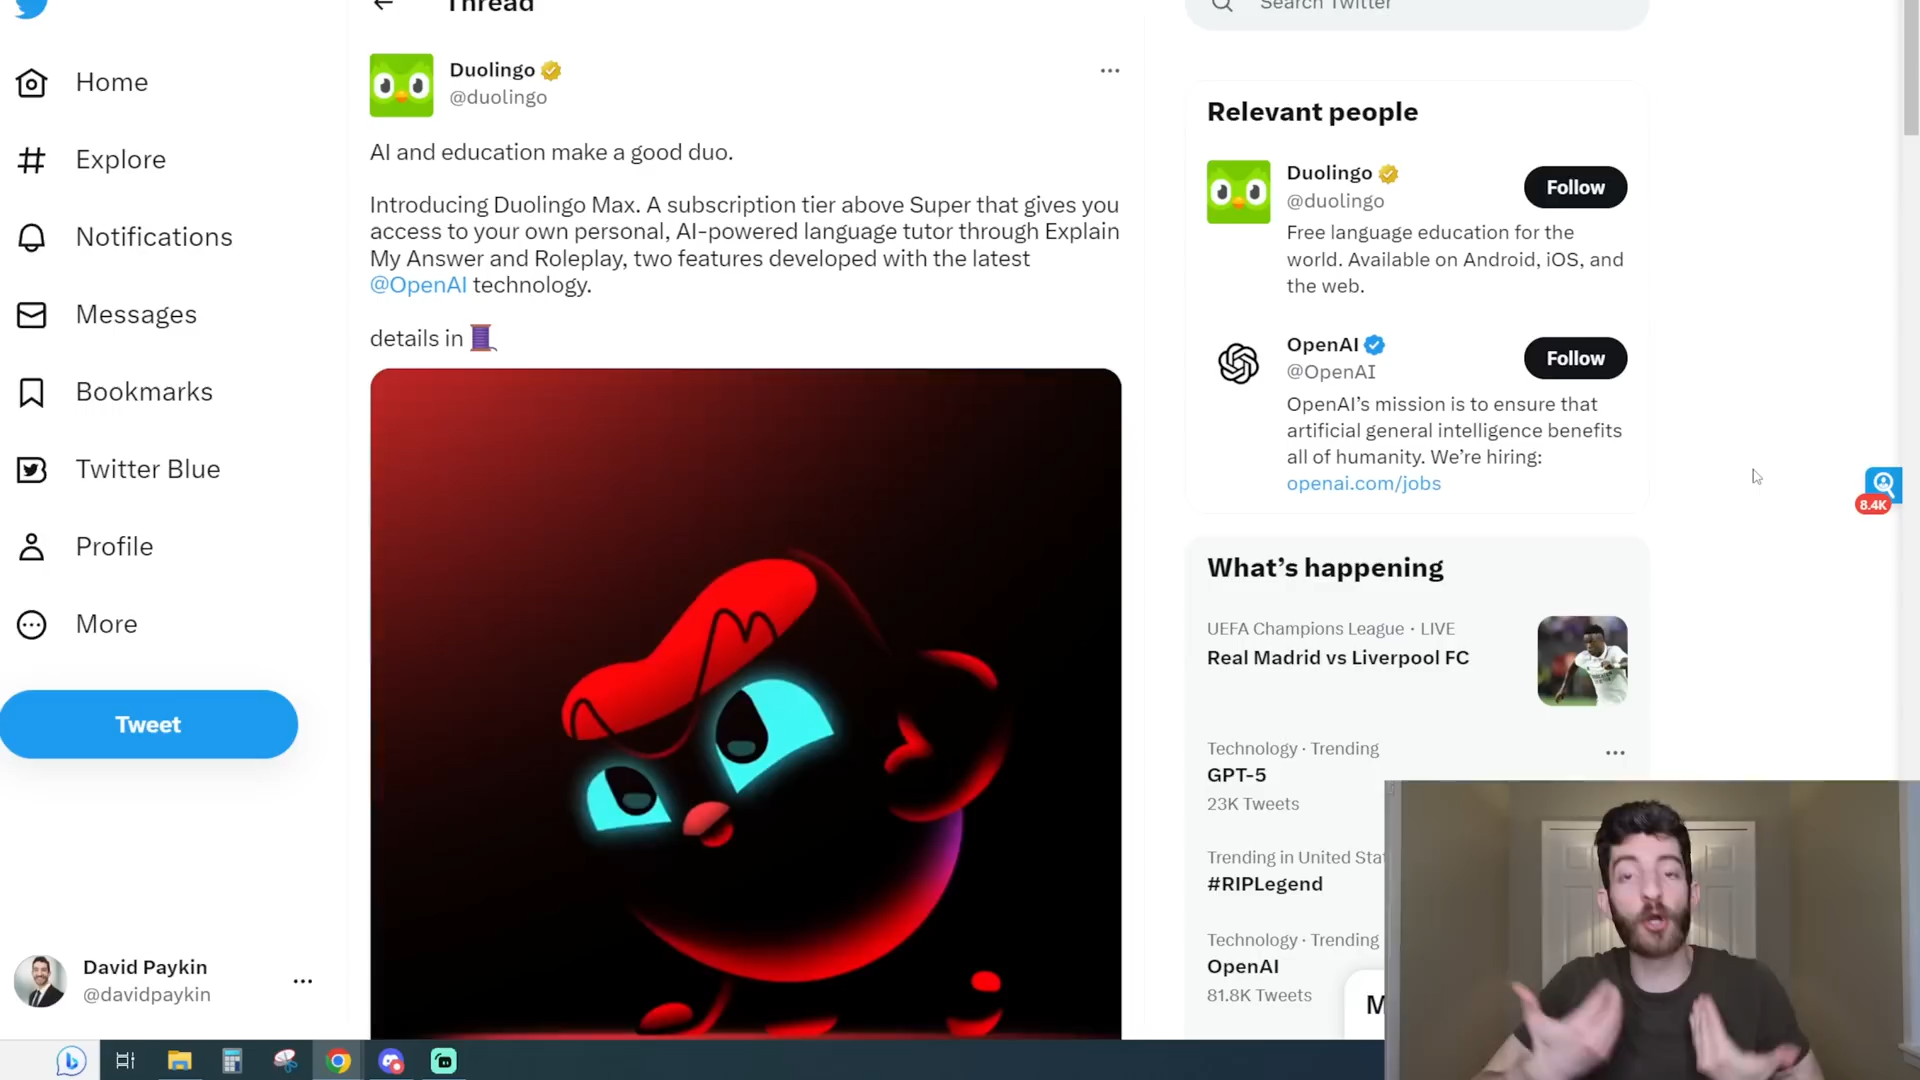 Thread
Search Twitter
Home
Explore
Notifications
Messages
Bookmarks
Twitter Blue
Profile
More
Tweet
David Paykin
@davidpaykin
Duolingo
@duolingo
AI and education make a good duo.
Introducing Duolingo Max. A subscription tier above Super that gives you
access to your own personal, AI-powered language tutor through Explain
My Answer and Roleplay, two features developed with the latest
@OpenAI technology.
details in
Relevant people
Duolingo
@duolingo
Follow
Free language education for the
world. Available on Android, iOS, and
the web.
OpenAI
@OpenAI
Follow
OpenAI’s mission is to ensure that
artificial general intelligence benefits
all of humanity. We’re hiring:
openai.com/jobs
8.4K
What’s happening
UEFA Champions League · LIVE
Real Madrid vs Liverpool FC
Technology · Trending
GPT-5
23K Tweets
Trending in United Sta
#RIPLegend
Technology · Trending
OpenAI
81.8K Tweets